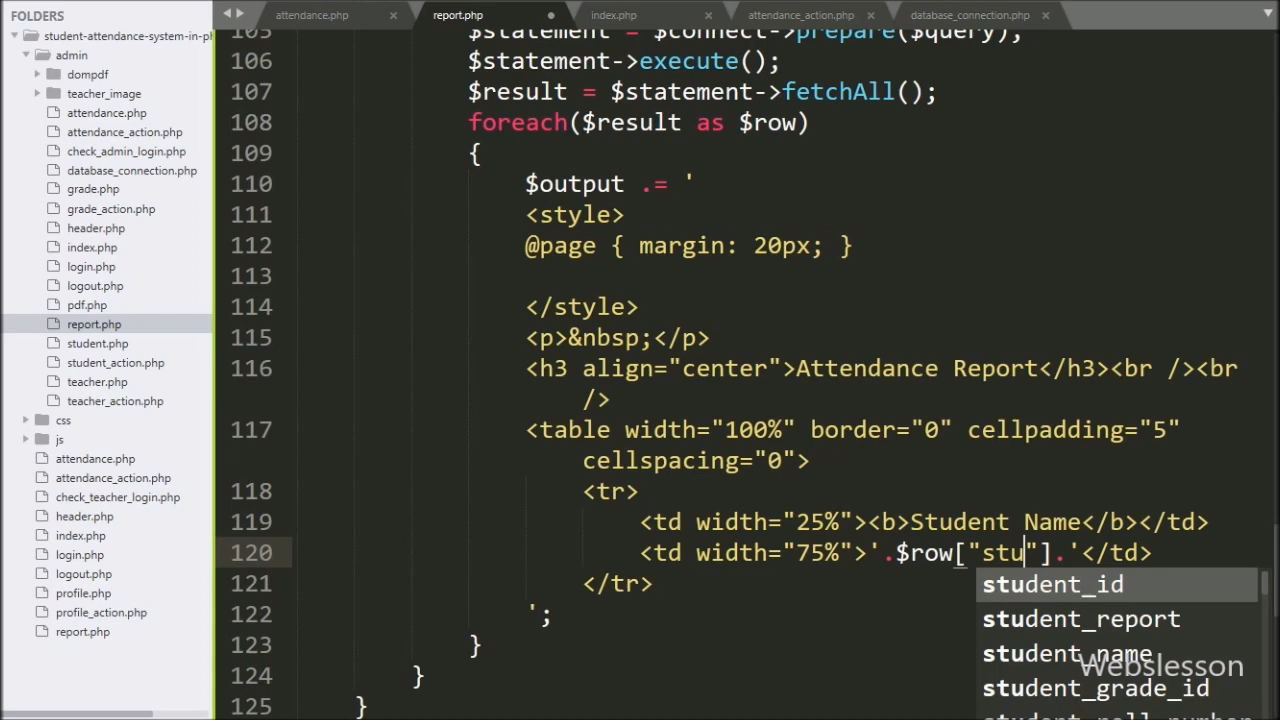 attendance.php
report.php
index.php
attendance_action.php
database_connection.php
FOLDERS
student-attendance-system-in-ph
admin
dompdf
teacher_image
attendance.php
attendance_action.php
check_admin_login.php
database_connection.php
grade.php
grade_action.php
header.php
index.php
login.php
logout.php
pdf.php
report.php
student.php
student_action.php
teacher.php
teacher_action.php
css
js
attendance.php
attendance_action.php
check_teacher_login.php
header.php
index.php
login.php
logout.php
profile.php
profile_action.php
report.php
105 $statement = $connect->prepare($query);
106 $statement->execute();
107 $result = $statement->fetchAll();
108 foreach($result as $row)
109 {
110 $output .= '
111 <style>
112 @page { margin: 20px; }
113
114 </style>
115 <p>&nbsp;</p>
116 <h3 align="center">Attendance Report</h3><br /><br
/>
117 <table width="100%" border="0" cellpadding="5"
cellspacing="0">
118 <tr>
119 <td width="25%"><b>Student Name</b></td>
120 <td width="75%">'.$row["stu"].'</td>
121 </tr>
122 ';
123 }
124 }
125 }
student_id
student_report
student_name
student_grade_id
student_roll_number
Webslesson